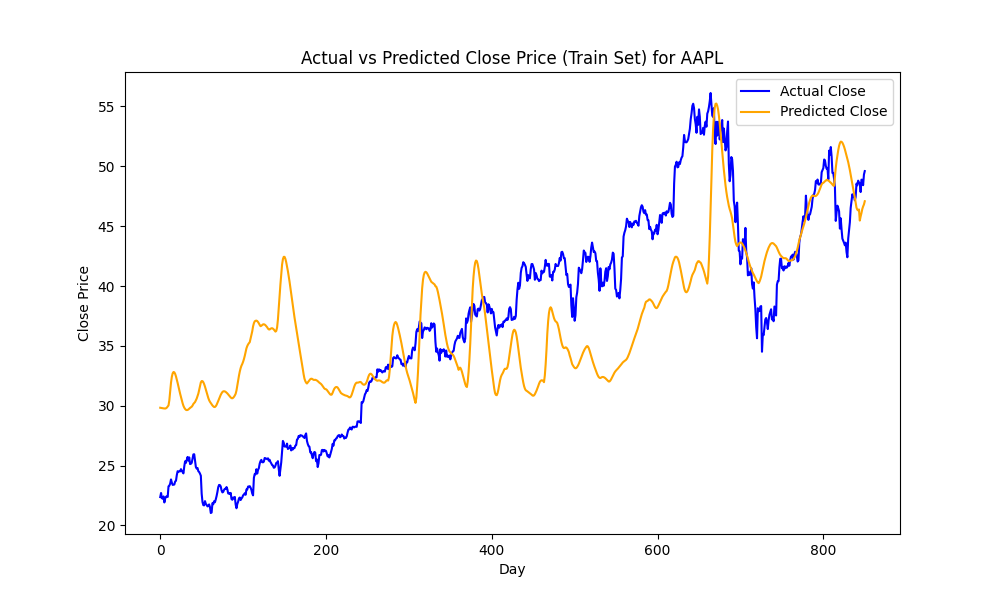 Actual vs Predicted Close Price (Train Set) for AAPL
Actual Close
Predicted Close
Close Price
55
50
45
40
35
30
25
20
0
200
400
600
800
Day